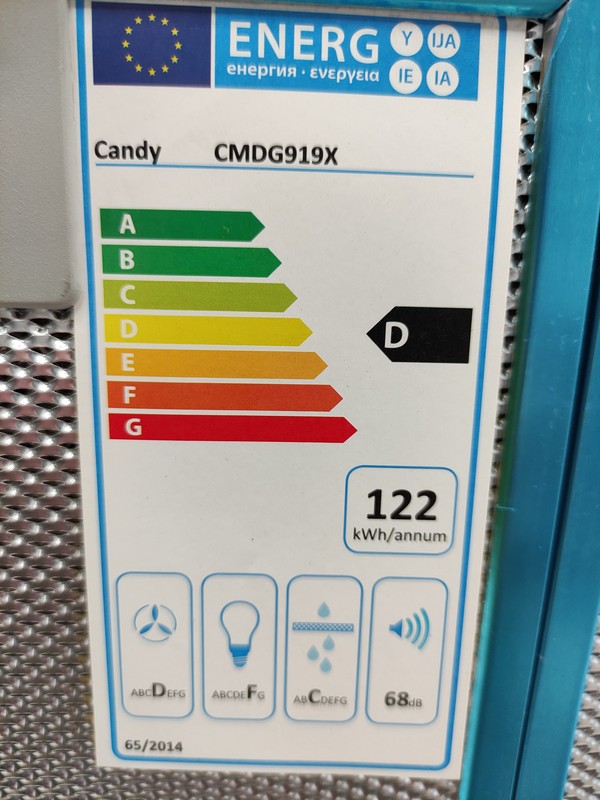 ENERG Y IJA
енергия · ενεργεια IE IA
Candy CMDG919X
A
B
C
D
D
E
F
G
122
kWh/annum
ABCDEFG ABCDEFG ABCDEFG 68dB
65/2014